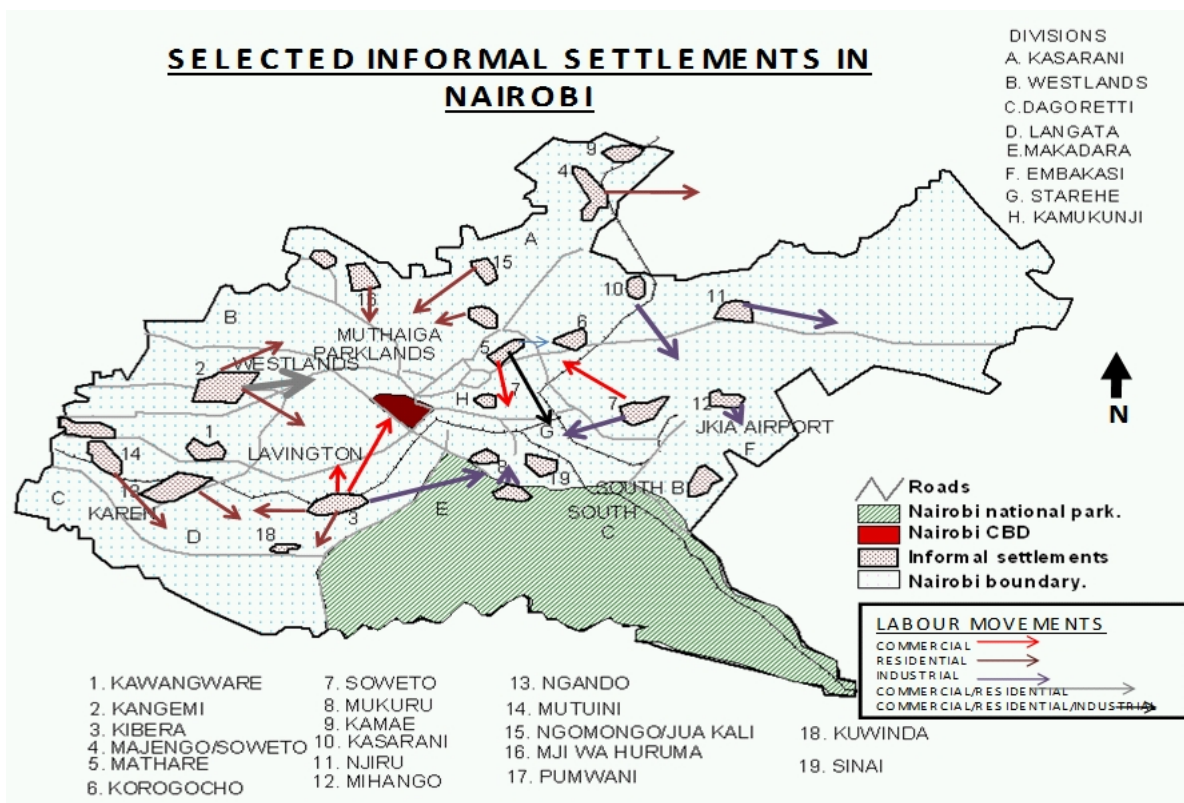 SELECTED INFORMAL SETTLEMENTS IN
NAIROBI
DIVISIONS
A. KASARANI
B. WESTLANDS
C.DAGORETTI
D. LANGATA
E.MAKADARA
F. EMBAKASI
G. STAREHE
H. KAMUKUNJI
9
4
A
15
16
10
11
B
MUTHAIGA
PARKLANDS
6
5
2
WESTLANDS
H
17
7
12
G
JKIA AIRPORT
F
1
LAVINGTON
14
13
8
19
SOUTH B
C
KAREN
3
E
SOUTH
C
D
18
N
Roads
Nairobi national park.
Nairobi CBD
Informal settlements
Nairobi boundary.
LABOUR MOVEMENTS
COMMERCIAL
RESIDENTIAL
INDUSTRIAL
COMMERCIAL/RESIDENTIAL
COMMERCIAL/RESIDENTIAL/INDUSTRIAL
1. KAWANGWARE
2. KANGEMI
3. KIBERA
4. MAJENGO/SOWETO
5. MATHARE
6. KOROGOCHO
7. SOWETO
8. MUKURU
9. KAMAE
10. KASARANI
11. NJIRU
12. MIHANGO
13. NGANDO
14. MUTUINI
15. NGOMONGO/JUA KALI
16. MJI WA HURUMA
17. PUMWANI
18. KUWINDA
19. SINAI